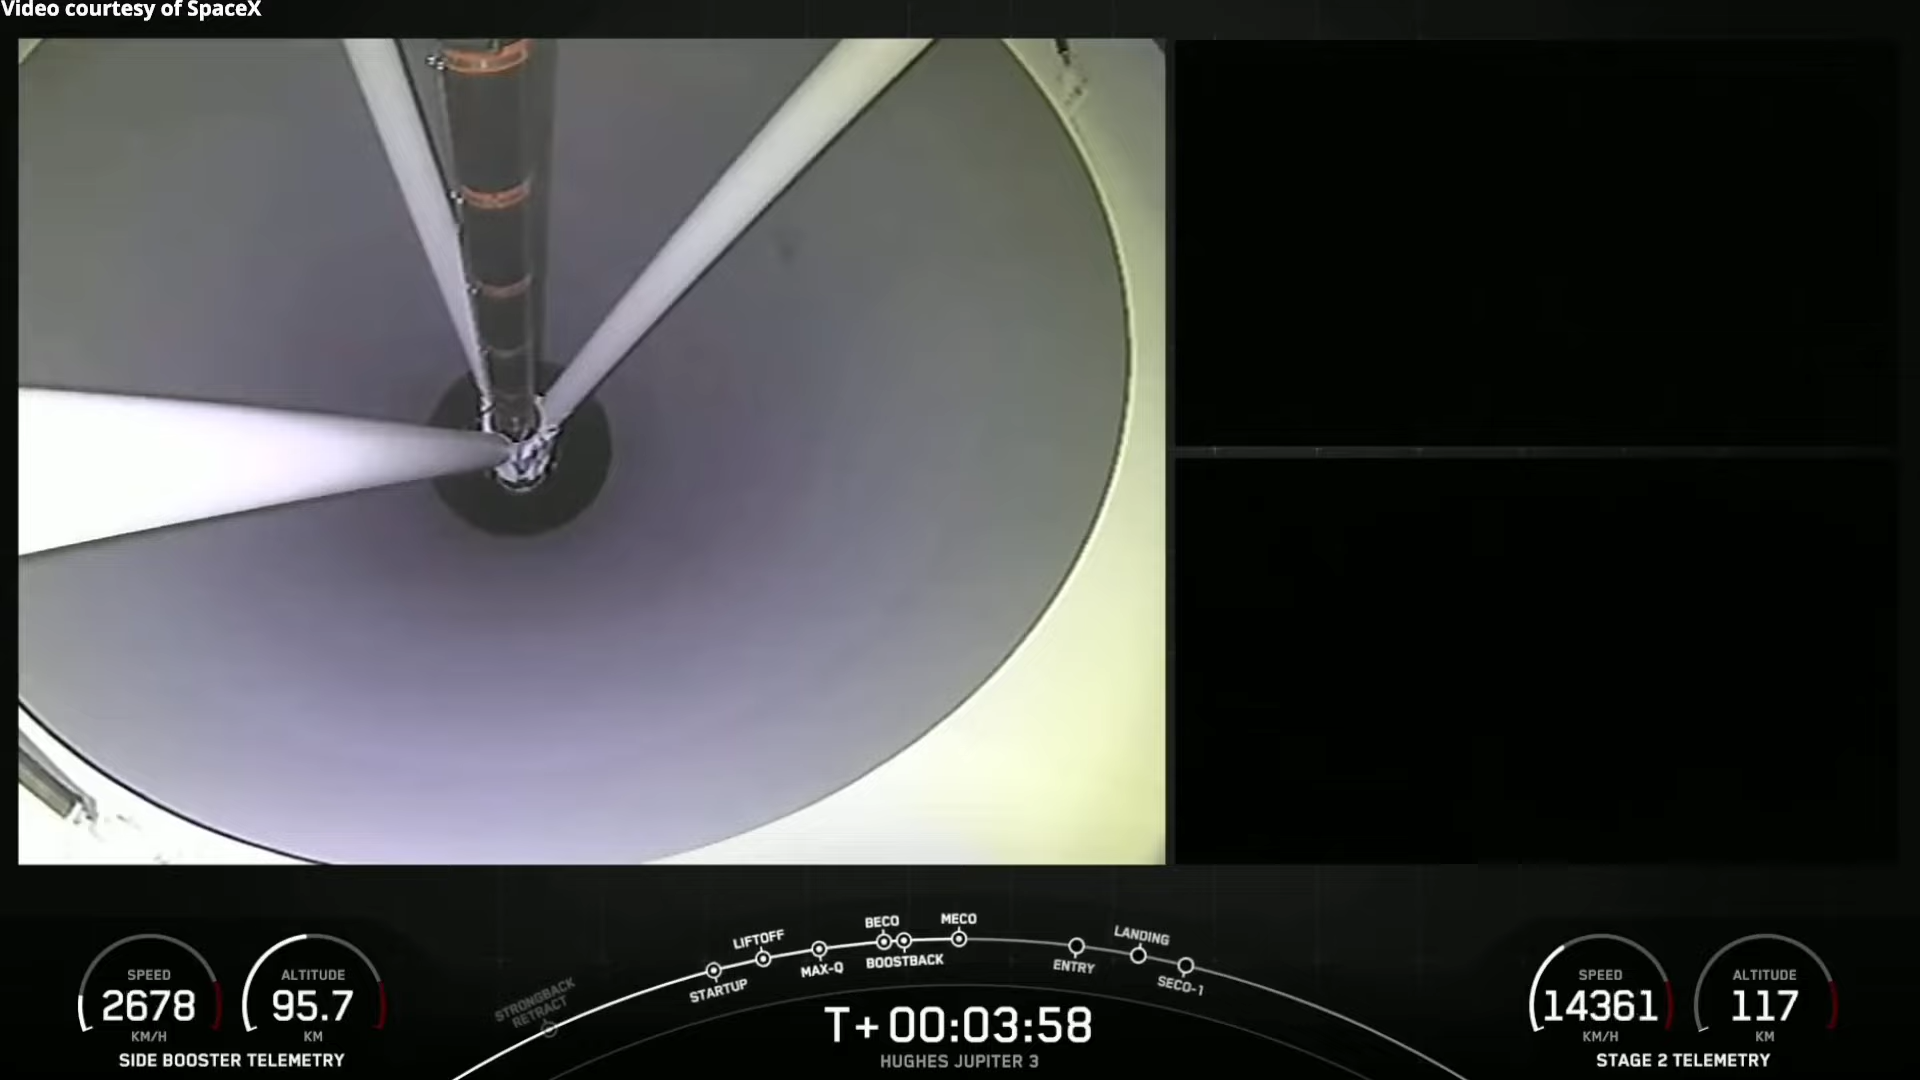 Video courtesy of SpaceX
STRONGBACK
RETRACT
STARTUP
LIFTOFF
MAX-Q
BECO
BOOSTBACK
MECO
ENTRY
LANDING
SECO-1
SPEED
2678
KM/H
ALTITUDE
95.7
KM
SIDE BOOSTER TELEMETRY
T+00:03:58
HUGHES JUPITER 3
SPEED
14361
KM/H
ALTITUDE
117
KM
STAGE 2 TELEMETRY